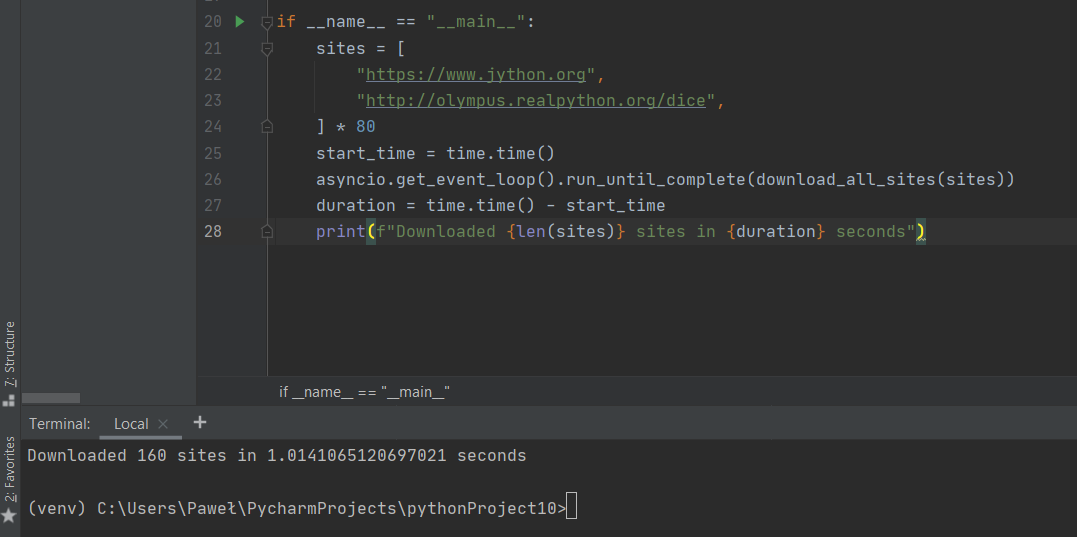 20 if __name__ == "__main__":
21 sites = [
22 "https://www.jython.org",
23 "http://olympus.realpython.org/dice",
24 ] * 80
25 start_time = time.time()
26 asyncio.get_event_loop().run_until_complete(download_all_sites(sites))
27 duration = time.time() - start_time
28 print(f"Downloaded {len(sites)} sites in {duration} seconds")
7: Structure
if __name__ == "__main__"
Terminal: Local × +
2: Favorites
Downloaded 160 sites in 1.0141065120697021 seconds
(venv) C:\Users\Paweł\PycharmProjects\pythonProject10>